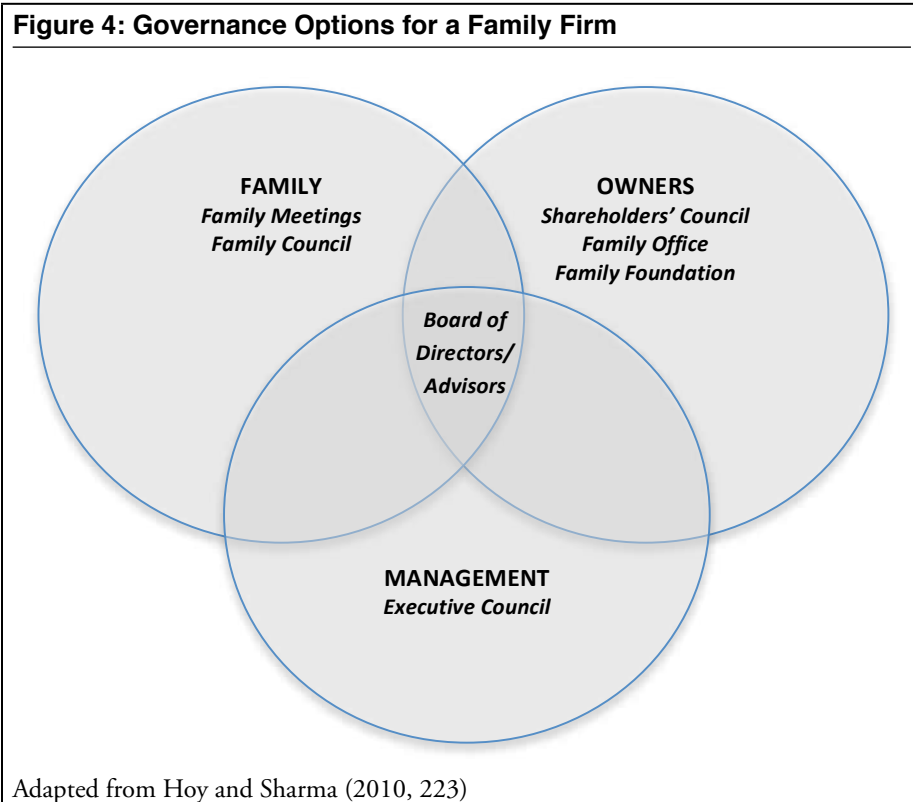 Figure 4: Governance Options for a Family Firm
FAMILY
Family Meetings
Family Council
OWNERS
Shareholders’ Council
Family Office
Family Foundation
Board of
Directors/
Advisors
MANAGEMENT
Executive Council
Adapted from Hoy and Sharma (2010, 223)